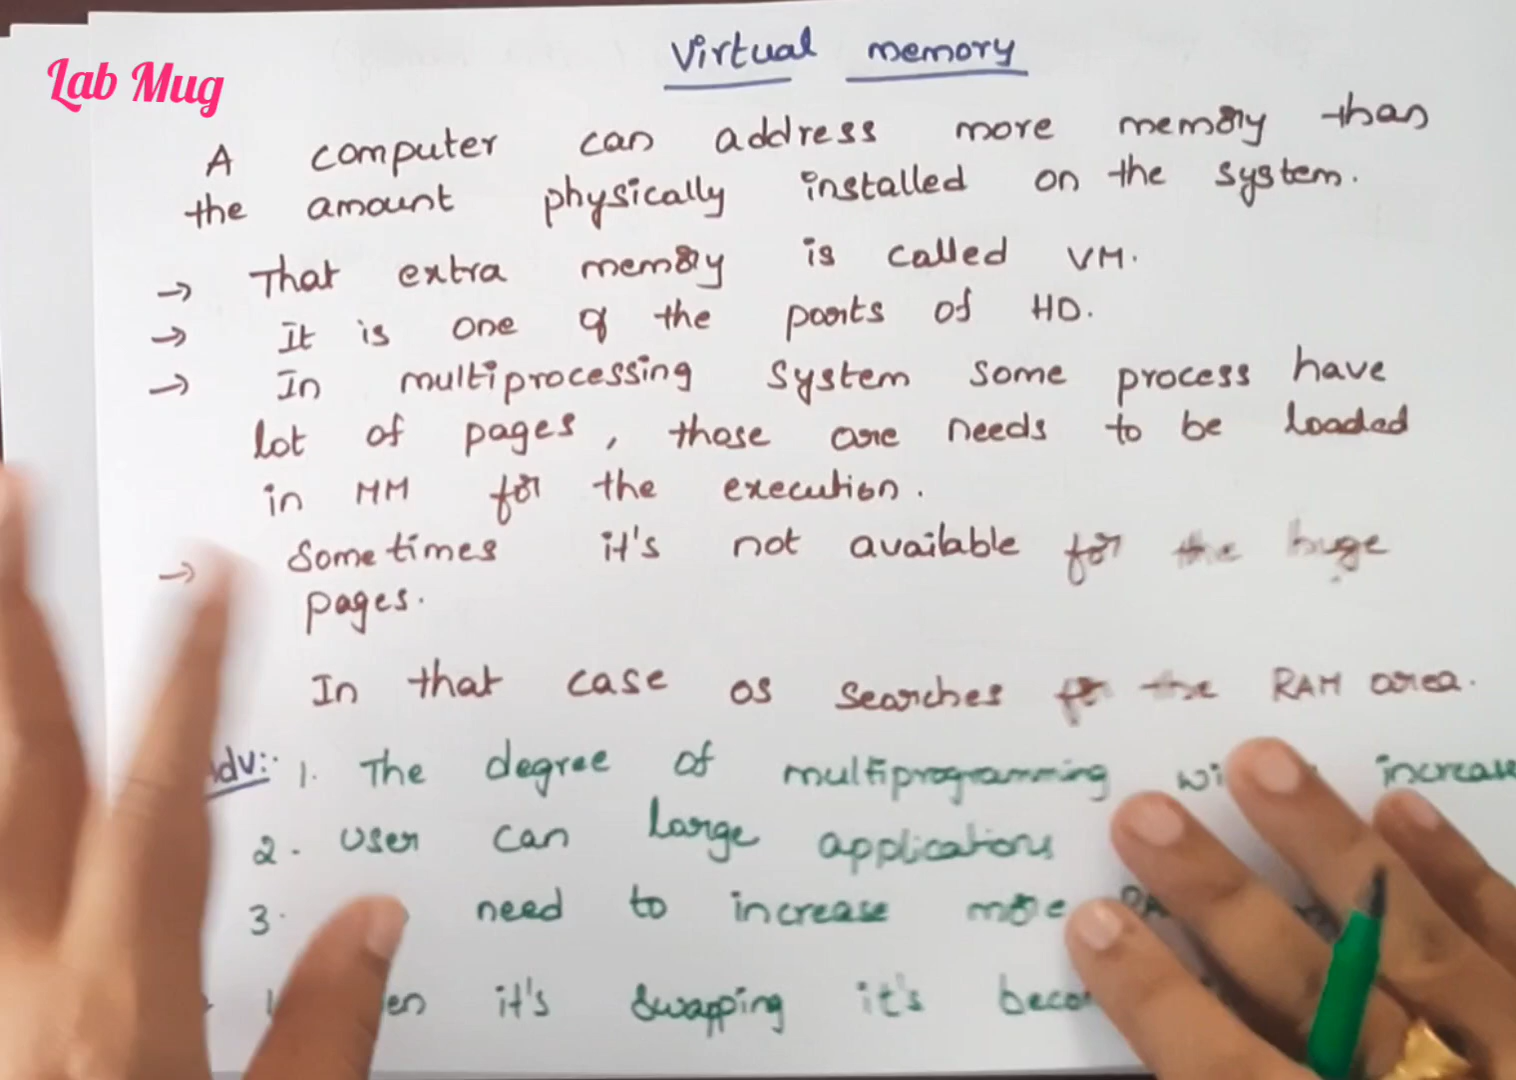 Lab Mug
Virtual memory
A computer can address more memory than
the amount physically installed on the system.
→ That extra memory is called VM.
→ It is one of the parts of HD.
→ In multiprocessing system some process have
lot of pages, those are needs to be loaded
in MM for the execution.
→ Sometimes it's not available for the huge
pages.
In that case os searches for the RAM area.
1. The degree of multiprogramming increase
2. User can large applications
3. need to increase more
it's swapping it's